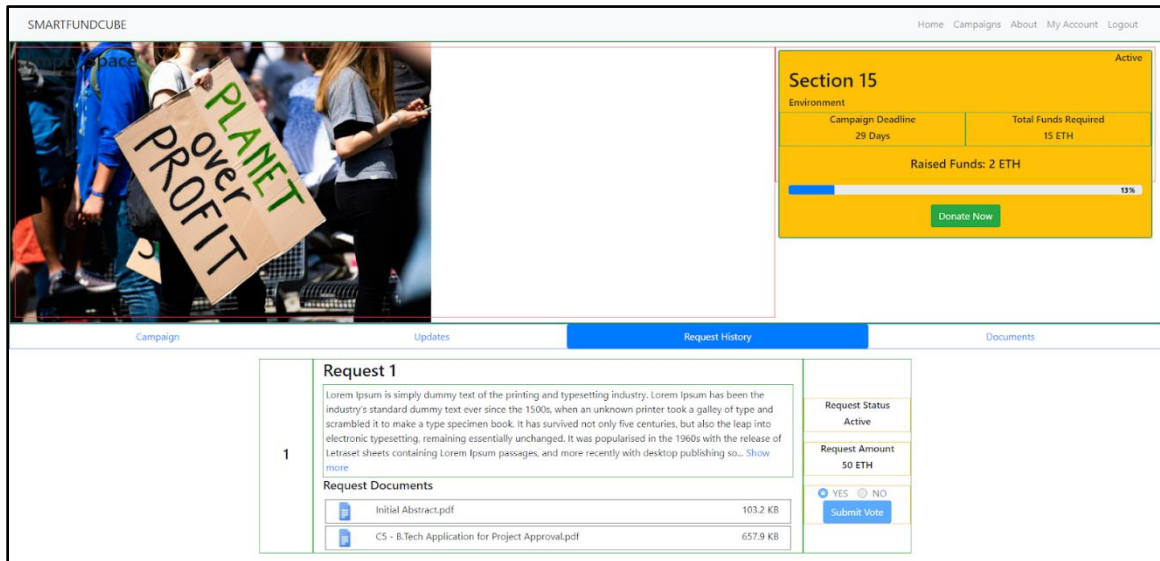 SMARTFUNDCUBE
Home Campaigns About My Account Logout
Empty Space
PLANET
over
PROFIT
Active
Section 15
Environment
Campaign Deadline
29 Days
Total Funds Required
15 ETH
Raised Funds: 2 ETH
13%
Donate Now
Campaign
Updates
Request History
Documents
1
Request 1
Lorem Ipsum is simply dummy text of the printing and typesetting industry. Lorem Ipsum has been the
industry's standard dummy text ever since the 1500s, when an unknown printer took a galley of type and
scrambled it to make a type specimen book. It has survived not only five centuries, but also the leap into
electronic typesetting, remaining essentially unchanged. It was popularised in the 1960s with the release of
Letraset sheets containing Lorem Ipsum passages, and more recently with desktop publishing so... Show
more
Request Documents
Initial Abstract.pdf 103.2 KB
C5 - B.Tech Application for Project Approval.pdf 657.9 KB
Request Status
Active
Request Amount
50 ETH
YES NO
Submit Vote